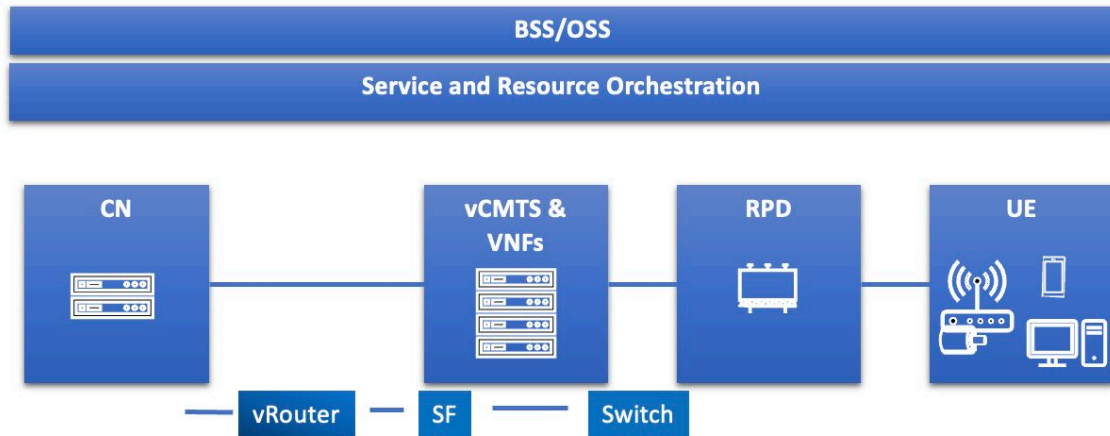 BSS/OSS
Service and Resource Orchestration
CN
vCMTS &
VNFs
RPD
UE
vRouter
SF
Switch